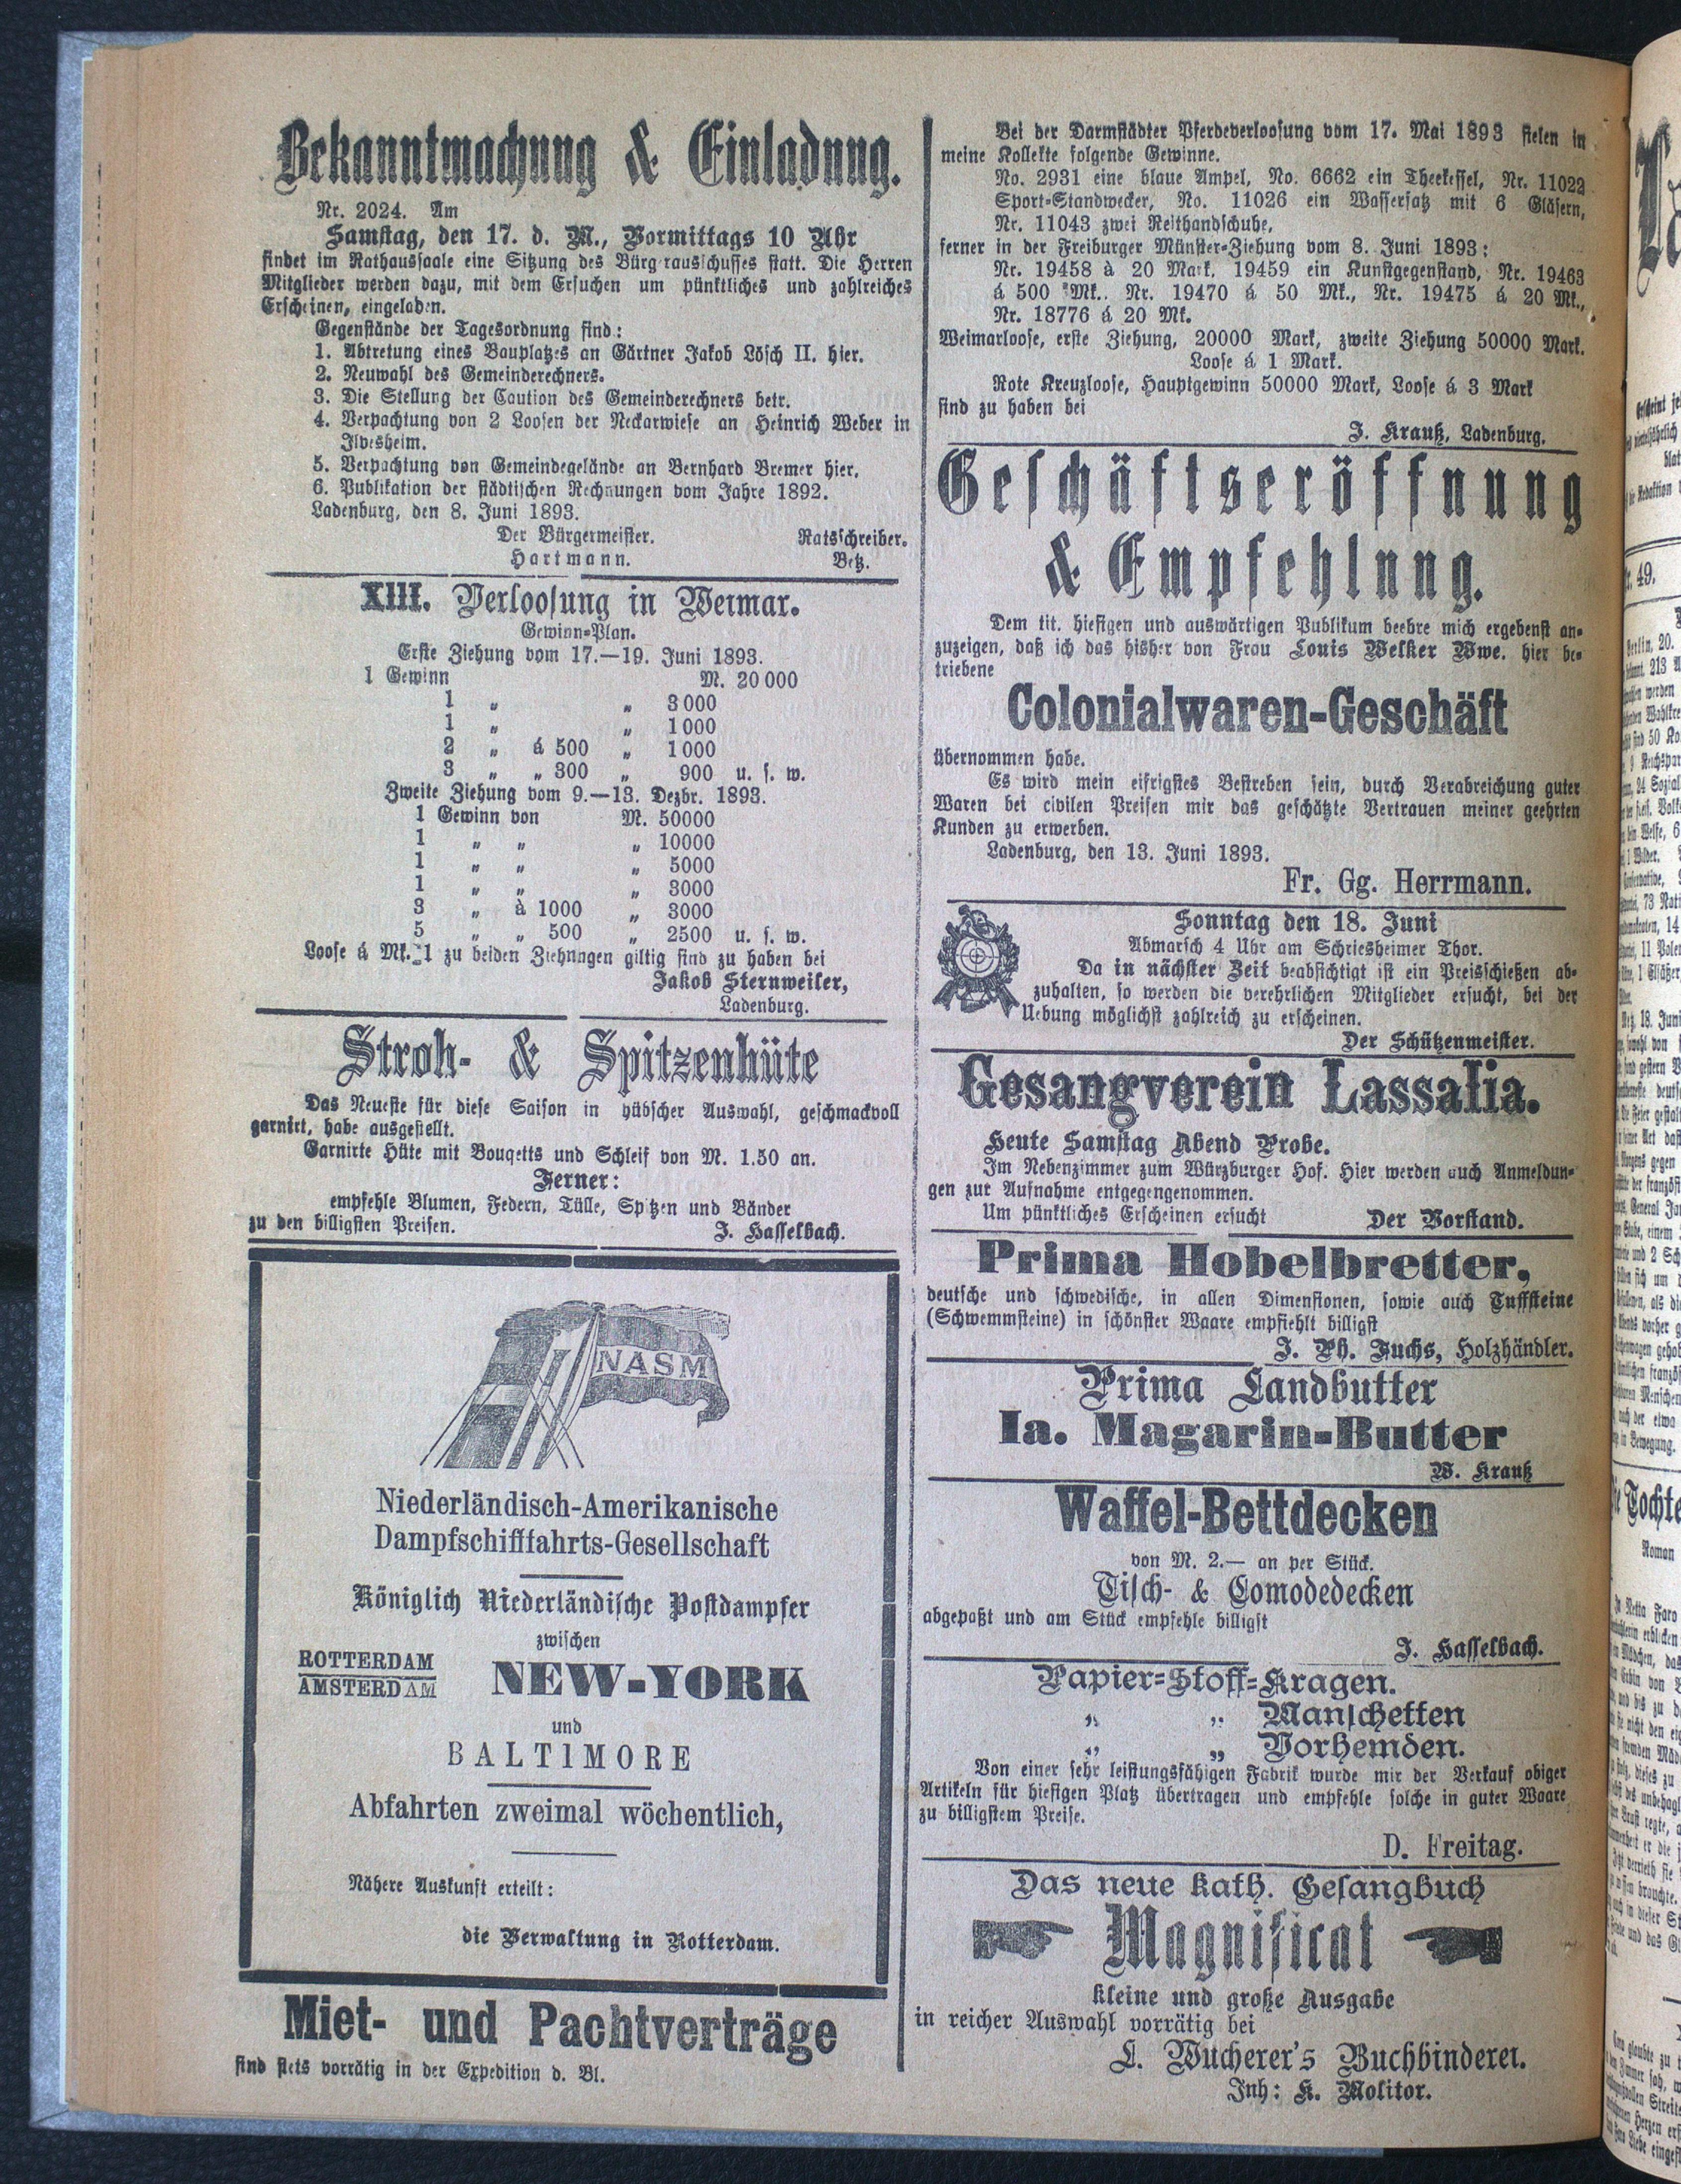 Bekanntmachung & Einladung.
Nr. 2024. Am
Samstag, den 17. d. M., Vormittags 10 Uhr
findet im Rathaussaale eine Sitzung des Bürg rausschusses statt. Die Herren
Mitglieder werden dazu, mit dem Ersuchen um pünktliches und zahlreiches
Erscheinen, eingeladen.
Gegenstände der Tagesordnung sind:
1. Abtretung eines Bauplatzes an Gärtner Jakob Lösch II. hier.
2. Neuwahl des Gemeinderechners.
3. Die Stellung der Caution des Gemeinderechners betr.
4. Verpachtung von 2 Loosen der Neckarwiese an Heinrich Weber in
Ilvesheim.
5. Verpachtung von Gemeindegelände an Bernhard Bremer hier.
6. Publikation der städtischen Rechnungen vom Jahre 1892.
Ladenburg, den 8. Juni 1893.
Der Bürgermeister. Ratsschreiber.
Hartmann. Betz.
XIII. Verloosung in Weimar.
Gewinn-Plan.
Erste Ziehung vom 17.—19. Juni 1893.
1 Gewinn M. 20 000
1 „ „ 3 000
1 „ „ 1 000
2 „ á 500 „ 1 000
3 „ „ 300 „ 900 u. s. w.
Zweite Ziehung vom 9.—13. Dezbr. 1893.
1 Gewinn von M. 50000
1 „ „ „ 10000
1 „ „ „ 5000
1 „ „ „ 3000
3 „ à 1000 „ 3000
5 „ „ 500 „ 2500 u. s. w.
Loose á Mk. 1 zu beiden Ziehungen giltig sind zu haben bei
Jakob Sternweiler,
Ladenburg.
Stroh- & Spitzenhüte
Das Neueste für diese Saison in hübscher Auswahl, geschmackvoll
garnirt, habe ausgestellt.
Garnirte Hüte mit Bouqetts und Schleif von M. 1.50 an.
Ferner:
empfehle Blumen, Federn, Tülle, Spitzen und Bänder
zu den billigsten Preisen. J. Hasselbach.
NASM
Niederländisch-Amerikanische
Dampfschifffahrts-Gesellschaft
Königlich Niederländische Postdampfer
zwischen
ROTTERDAM
AMSTERDAM
NEW-YORK
und
BALTIMORE
Abfahrten zweimal wöchentlich,
Nähere Auskunft erteilt:
die Verwaltung in Rotterdam.
Miet- und Pachtverträge
sind stets vorrätig in der Expedition d. Bl.
Bei der Darmstädter Pferdeverloosung vom 17. Mai 1893 fielen in
meine Kollekte folgende Gewinne.
No. 2931 eine blaue Ampel, No. 6662 ein Theekessel, Nr. 11022
Sport-Standwecker, No. 11026 ein Wassersatz mit 6 Gläsern,
Nr. 11043 zwei Reithandschuhe,
ferner in der Freiburger Münster-Ziehung vom 8. Juni 1893:
Nr. 19458 à 20 Mark, 19459 ein Kunstgegenstand, Nr. 19463
á 500 Mk.. Nr. 19470 á 50 Mk., Nr. 19475 á 20 Mk.,
Nr. 18776 á 20 Mk.
Weimarloose, erste Ziehung, 20000 Mark, zweite Ziehung 50000 Mark.
Loose á 1 Mark.
Rote Kreuzloose, Hauptgewinn 50000 Mark, Loose á 3 Mark
sind zu haben bei
J. Krauß, Ladenburg.
Geschäftseröffnung
& Empfehlung.
Dem tit. hiesigen und auswärtigen Publikum beehre mich ergebenst an-
zuzeigen, daß ich das bisher von Frau Louis Welker Wwe. hier be-
triebene
Colonialwaren-Geschäft
übernommen habe.
Es wird mein eifrigstes Bestreben sein, durch Verabreichung guter
Waren bei civilen Preisen mir das geschätzte Vertrauen meiner geehrten
Kunden zu erwerben.
Ladenburg, den 13. Juni 1893.
Fr. Gg. Herrmann.
Sonntag den 18. Juni
Abmarsch 4 Uhr am Schriesheimer Thor.
Da in nächster Zeit beabsichtigt ist ein Preisschießen ab-
zuhalten, so werden die verehrlichen Mitglieder ersucht, bei der
Uebung möglichst zahlreich zu erscheinen.
Der Schützenmeister.
Gesangverein Lassalia.
Heute Samstag Abend Probe.
Im Nebenzimmer zum Würzburger Hof. Hier werden auch Anmeldun-
gen zur Aufnahme entgegengenommen.
Um pünktliches Erscheinen ersucht Der Vorstand.
Prima Hobelbretter,
deutsche und schwedische, in allen Dimensionen, sowie auch Tuffsteine
(Schwemmsteine) in schönster Waare empfiehlt billigst
J. Ph. Fuchs, Holzhändler.
Prima Landbutter
Ia. Magarin-Butter
W. Krauß
Waffel-Bettdecken
von M. 2.— an per Stück.
Tisch- & Comodedecken
abgepaßt und am Stück empfehle billigst
J. Hasselbach.
Papier-Stoff-Kragen.
„ „ Manschetten
„ „ Vorhemden.
Von einer sehr leistungsfähigen Fabrik wurde mir der Verkauf obiger
Artikeln für hiesigen Platz übertragen und empfehle solche in guter Waare
zu billigstem Preise.
D. Freitag.
Das neue kath. Gesangbuch
Magnificat
kleine und große Ausgabe
in reicher Auswahl vorrätig bei
L. Wucherer's Buchbinderei.
Inh: K. Molitor.